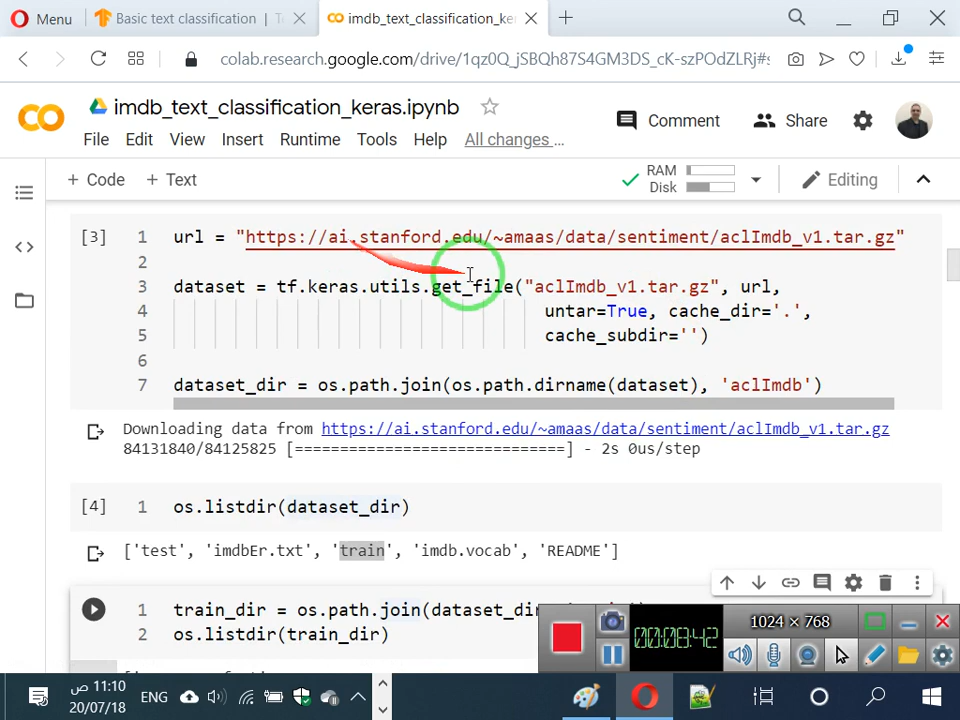 Menu
Basic text classification | Te
imdb_text_classification_ke
colab.research.google.com/drive/1qz0Q_jSBQh87S4GM3DS_cK-szPOdZLRj#s
imdb_text_classification_keras.ipynb
Comment
Share
File Edit View Insert Runtime Tools Help All changes …
+ Code + Text
RAM
Disk
Editing
[3] 1 url = "https://ai.stanford.edu/~amaas/data/sentiment/aclImdb_v1.tar.gz"
2
3 dataset = tf.keras.utils.get_file("aclImdb_v1.tar.gz", url,
4 untar=True, cache_dir='.',
5 cache_subdir='')
6
7 dataset_dir = os.path.join(os.path.dirname(dataset), 'aclImdb')
Downloading data from https://ai.stanford.edu/~amaas/data/sentiment/aclImdb_v1.tar.gz
84131840/84125825 [==============================] - 2s 0us/step
[4] 1 os.listdir(dataset_dir)
['test', 'imdbEr.txt', 'train', 'imdb.vocab', 'README']
1 train_dir = os.path.join(dataset_di
2 os.listdir(train_dir)
1024 × 768
00:08:42
11:10 ص
20/07/18
ENG